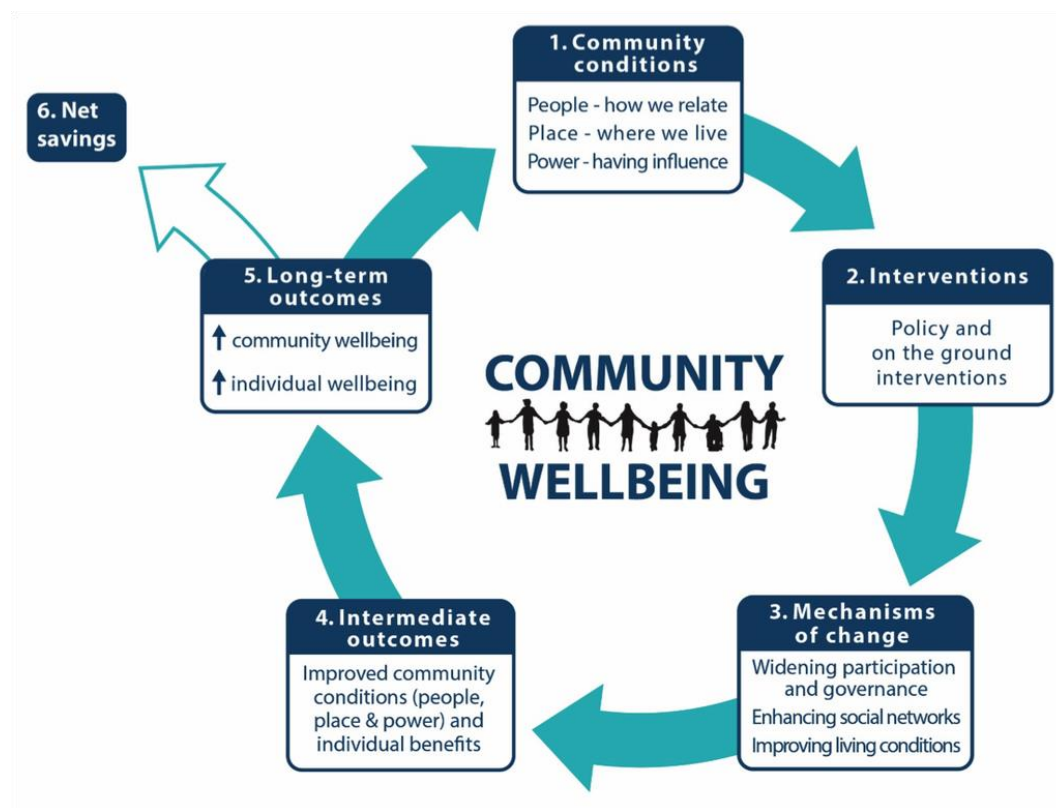 1. Community
conditions
People - how we relate
Place - where we live
Power - having influence
2. Interventions
Policy and
on the ground
interventions
3. Mechanisms
of change
Widening participation
and governance
Enhancing social networks
Improving living conditions
4. Intermediate
outcomes
Improved community
conditions (people,
place & power) and
individual benefits
5. Long-term
outcomes
↑ community wellbeing
↑ individual wellbeing
6. Net
savings
COMMUNITY
WELLBEING